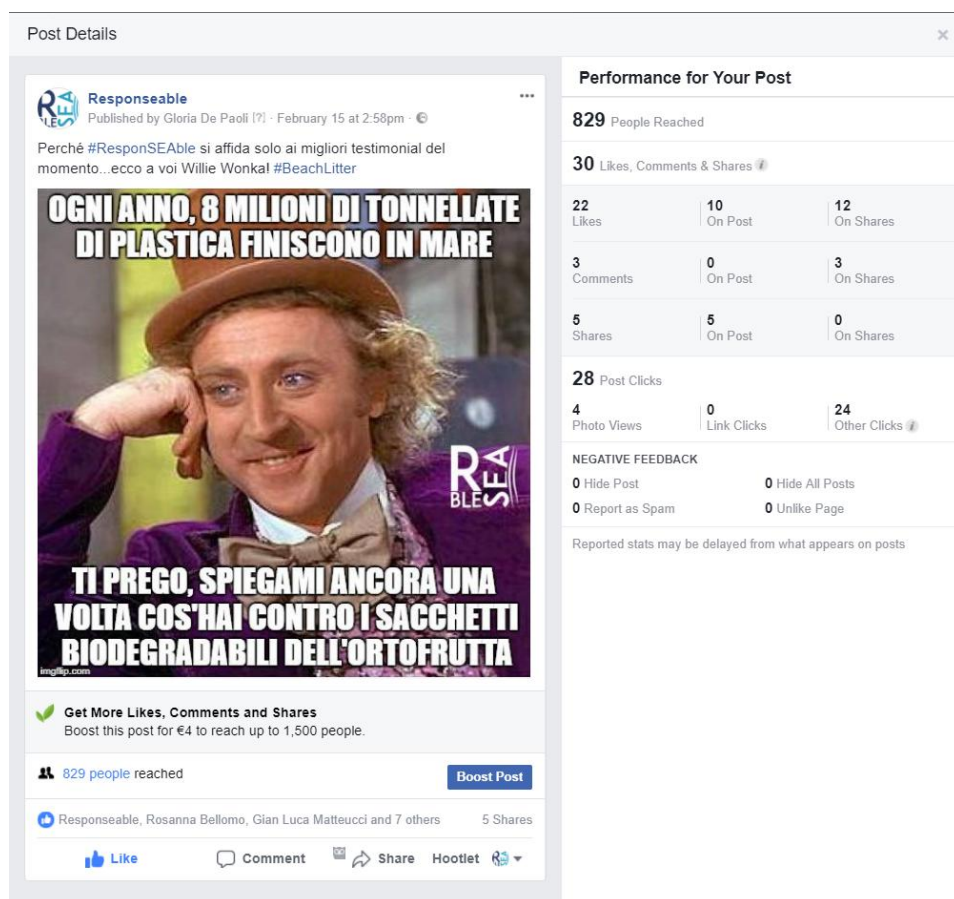 Post Details
Responseable
Published by Gloria De Paoli [?] · February 15 at 2:58pm ·
Perché #ResponSEAble si affida solo ai migliori testimonial del
momento...ecco a voi Willie Wonka! #BeachLitter
OGNI ANNO, 8 MILIONI DI TONNELLATE
DI PLASTICA FINISCONO IN MARE
RSEA
BLE
TI PREGO, SPIEGAMI ANCORA UNA
VOLTA COS'HAI CONTRO I SACCHETTI
BIODEGRADABILI DELL'ORTOFRUTTA
imgflip.com
Get More Likes, Comments and Shares
Boost this post for €4 to reach up to 1,500 people.
829 people reached
Boost Post
Responseable, Rosanna Bellomo, Gian Luca Matteucci and 7 others 5 Shares
Like Comment Share Hootlet
Performance for Your Post
829 People Reached
30 Likes, Comments & Shares
22 10 12
Likes On Post On Shares
3 0 3
Comments On Post On Shares
5 5 0
Shares On Post On Shares
28 Post Clicks
4 0 24
Photo Views Link Clicks Other Clicks
NEGATIVE FEEDBACK
0 Hide Post 0 Hide All Posts
0 Report as Spam 0 Unlike Page
Reported stats may be delayed from what appears on posts